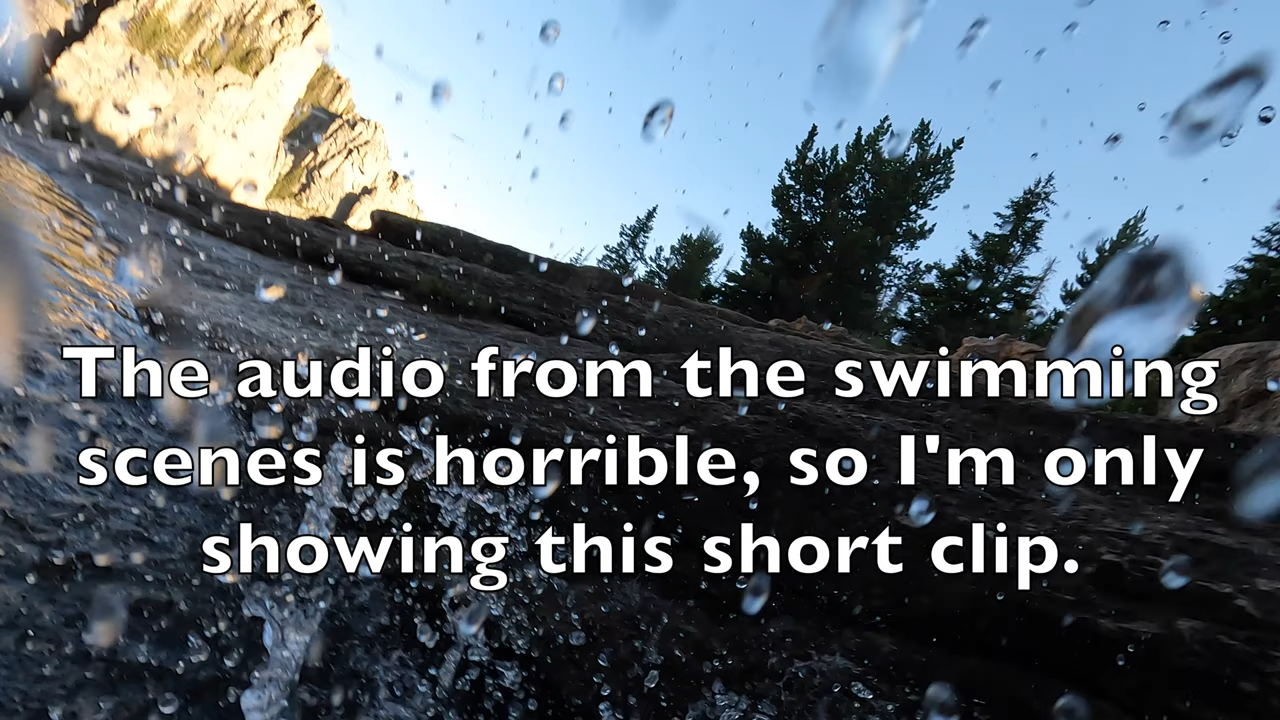 The audio from the swimming
scenes is horrible, so I'm only
showing this short clip.